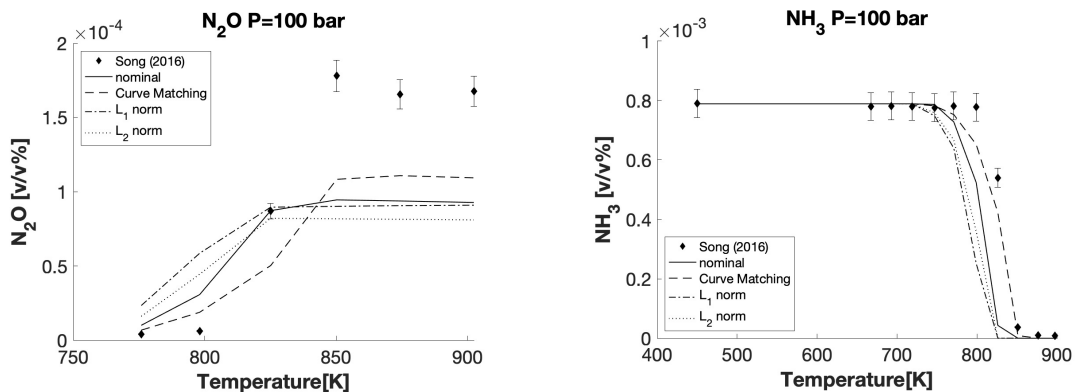 N2O P=100 bar
×10-4
2
1.5
1
0.5
0
N2O [v/v%]
Song (2016)
nominal
Curve Matching
L1 norm
L2 norm
750
800
850
900
Temperature[K]
NH3 P=100 bar
×10-3
1
0.8
0.6
0.4
0.2
0
NH3 [v/v%]
Song (2016)
nominal
Curve Matching
L1 norm
L2 norm
400
500
600
700
800
900
Temperature[K]